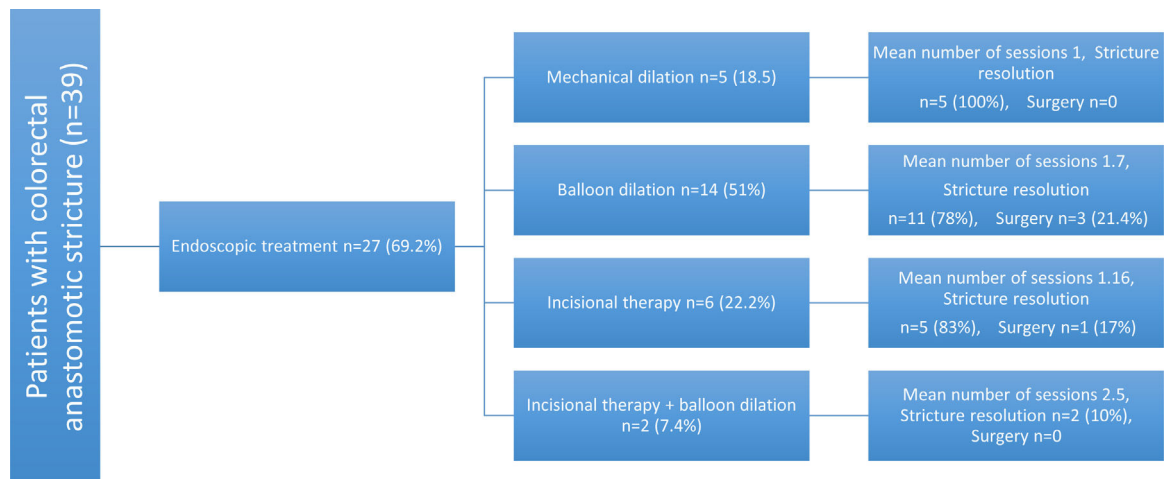 Patients with colorectal
anastomotic stricture (n=39)
Endoscopic treatment n=27 (69.2%)
Mechanical dilation n=5 (18.5)
Mean number of sessions 1, Stricture
resolution
n=5 (100%), Surgery n=0
Balloon dilation n=14 (51%)
Mean number of sessions 1.7,
Stricture resolution
n=11 (78%), Surgery n=3 (21.4%)
Incisional therapy n=6 (22.2%)
Mean number of sessions 1.16,
Stricture resolution
n=5 (83%), Surgery n=1 (17%)
Incisional therapy + balloon dilation
n=2 (7.4%)
Mean number of sessions 2.5,
Stricture resolution n=2 (10%),
Surgery n=0